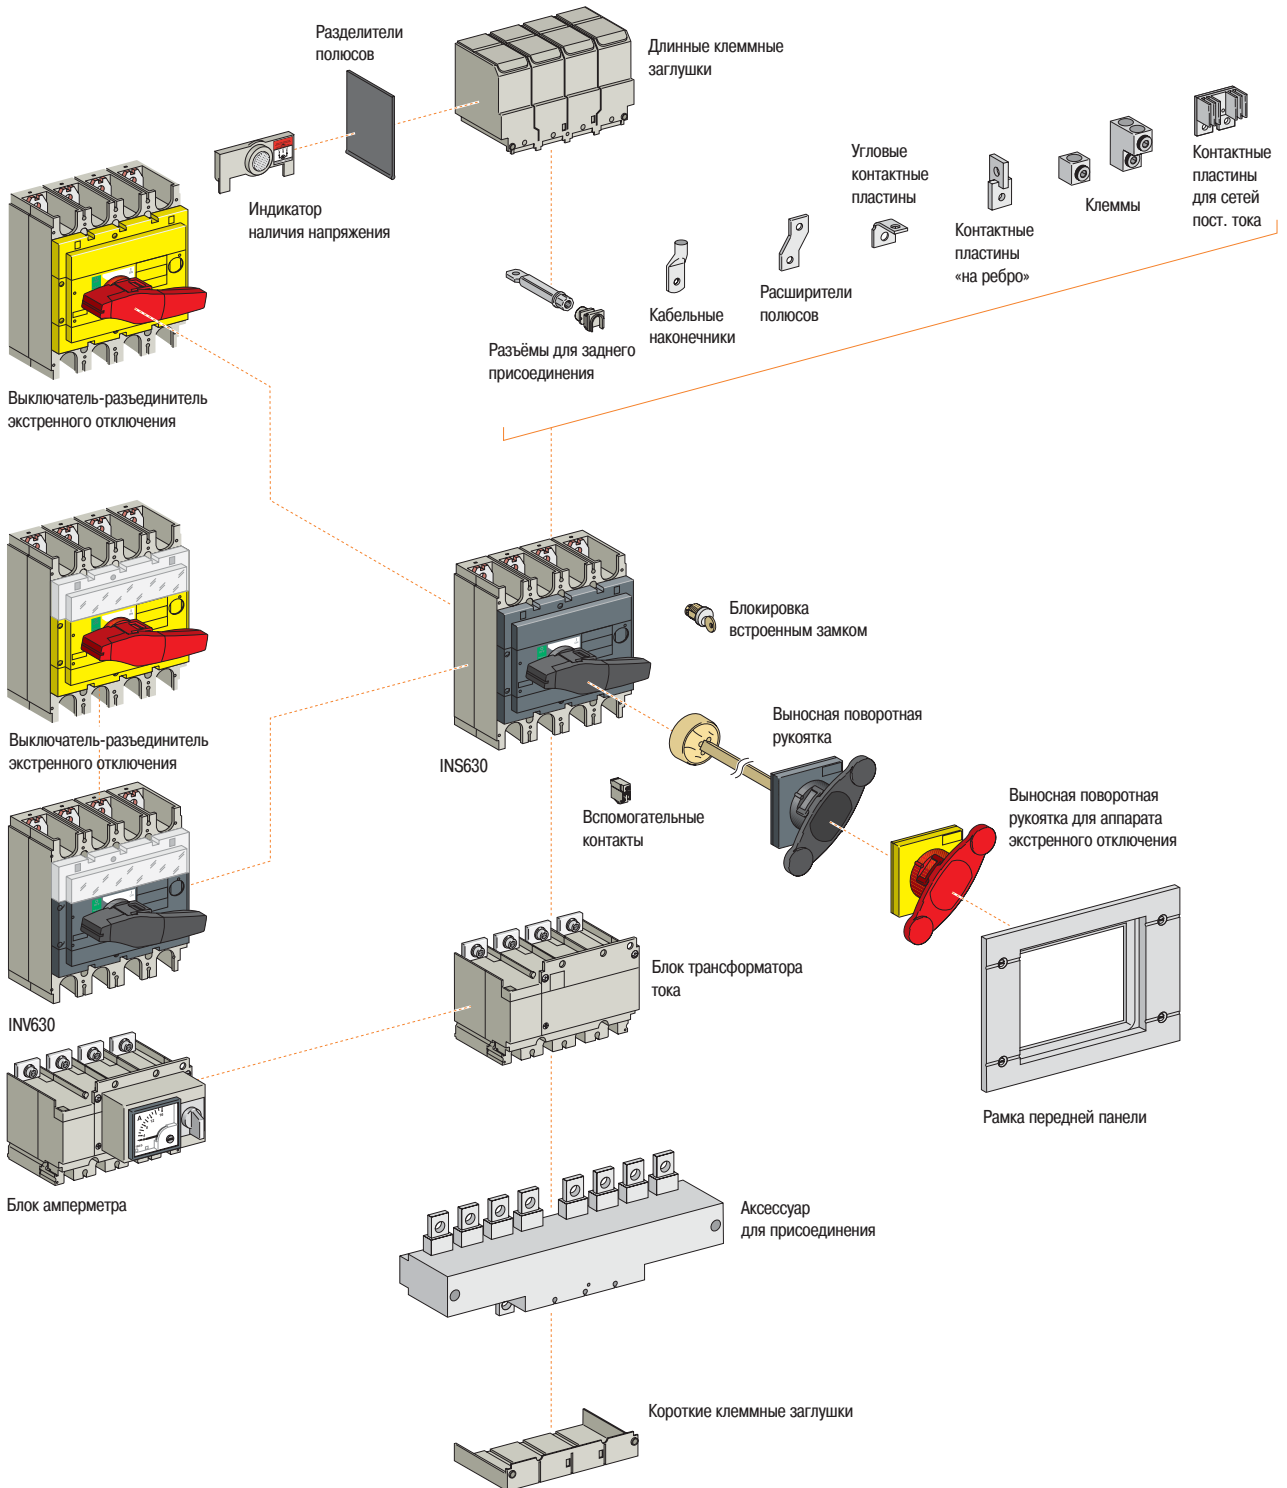 Разделители
полюсов
Длинные клеммные
заглушки
Индикатор
наличия напряжения
Угловые
контактные
пластины
Контактные
пластины
для сетей
пост. тока
Клеммы
Контактные
пластины
«на ребро»
Расширители
полюсов
Кабельные
наконечники
Разъёмы для заднего
присоединения
Выключатель-разъединитель
экстренного отключения
Блокировка
встроенным замком
Выносная поворотная
рукоятка
Выключатель-разъединитель
экстренного отключения
INS630
Вспомогательные
контакты
Выносная поворотная
рукоятка для аппарата
экстренного отключения
Блок трансформатора
тока
INV630
A
Рамка передней панели
Блок амперметра
Аксессуар
для присоединения
Короткие клеммные заглушки